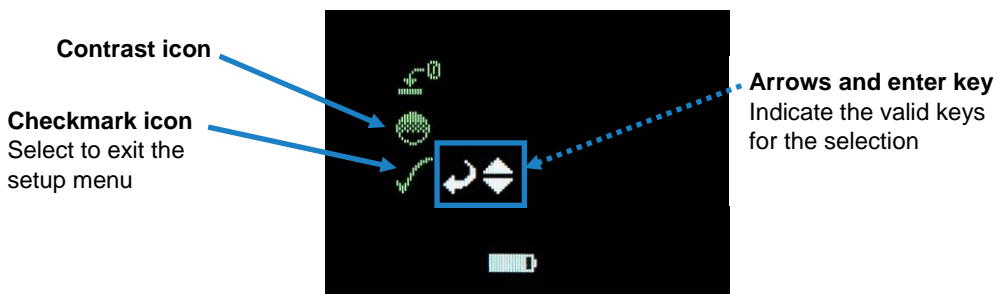 Contrast icon
Checkmark icon
Select to exit the
setup menu
0
Arrows and enter key
Indicate the valid keys
for the selection